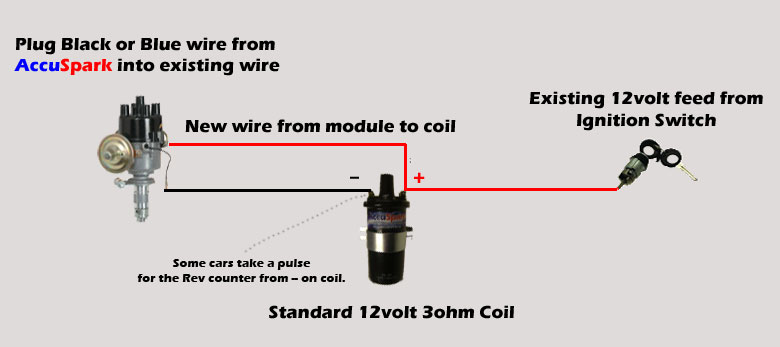 Plug Black or Blue wire from
AccuSpark into existing wire
Existing 12volt feed from
Ignition Switch
New wire from module to coil
–
+
AccuSpark
Some cars take a pulse
for the Rev counter from – on coil.
Standard 12volt 3ohm Coil